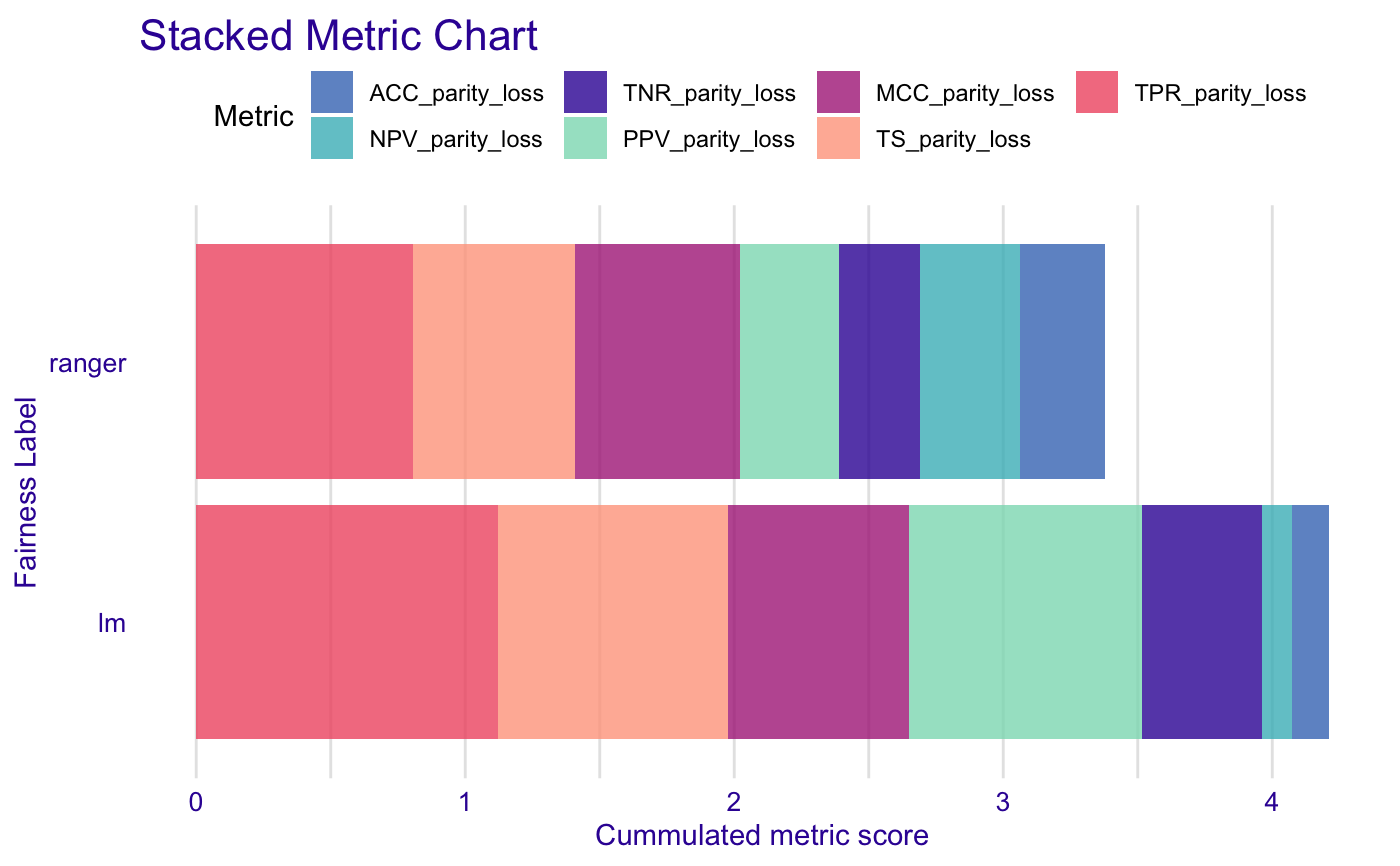 Stacked Metric Chart
Metric
ACC_parity_loss
TNR_parity_loss
MCC_parity_loss
TPR_parity_loss
NPV_parity_loss
PPV_parity_loss
TS_parity_loss
Fairness Label
ranger
lm
0 1 2 3 4
Cummulated metric score